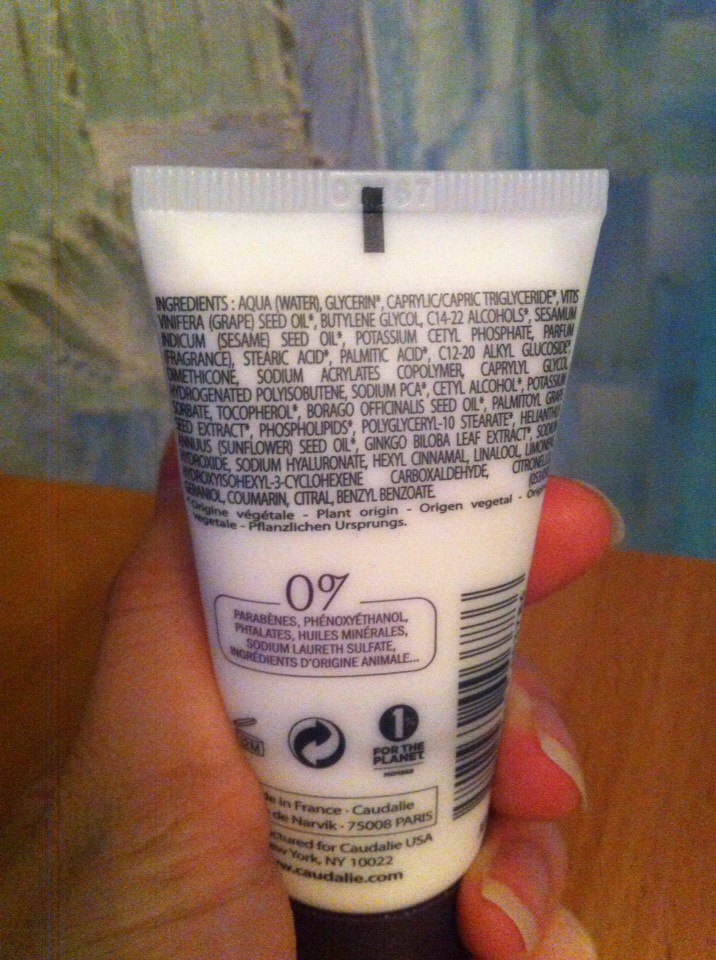 INGREDIENTS : AQUA (WATER), GLYCERIN*, CAPRYLIC/CAPRIC TRIGLYCERIDE*, VITIS
VINIFERA (GRAPE) SEED OIL*, BUTYLENE GLYCOL, C14-22 ALCOHOLS*, SESAMUM
INDICUM (SESAME) SEED OIL*, POTASSIUM CETYL PHOSPHATE, PARFUM
(FRAGRANCE), STEARIC ACID*, PALMITIC ACID*, C12-20 ALKYL GLUCOSIDE*,
DIMETHICONE, SODIUM ACRYLATES COPOLYMER, CAPRYLYL GLYCOL,
HYDROGENATED POLYISOBUTENE, SODIUM PCA*, CETYL ALCOHOL*, POTASSIUM
SORBATE, TOCOPHEROL*, BORAGO OFFICINALIS SEED OIL*, PALMITOYL GRAPE
SEED EXTRACT*, PHOSPHOLIPIDS*, POLYGLYCERYL-10 STEARATE*, HELIANTHUS
ANNUUS (SUNFLOWER) SEED OIL*, GINKGO BILOBA LEAF EXTRACT*, SODIUM
HYDROXIDE, SODIUM HYALURONATE, HEXYL CINNAMAL, LINALOOL, LIMONENE,
HYDROXYISOHEXYL-3-CYCLOHEXENE CARBOXALDEHYDE, CITRONELLOL,
GERANIOL, COUMARIN, CITRAL, BENZYL BENZOATE.
*Origine végétale - Plant origin - Origen vegetal -
vegetale - Pflanzlichen Ursprungs.
0%
PARABÈNES, PHÉNOXYÉTHANOL,
PHTALATES, HUILES MINÉRALES,
SODIUM LAURETH SULFATE,
INGRÉDIENTS D'ORIGINE ANIMALE...
1%
FOR THE
PLANET
MEMBER
in France · Caudalie
de Narvik · 75008 PARIS
for Caudalie USA
York, NY 10022
.caudalie.com